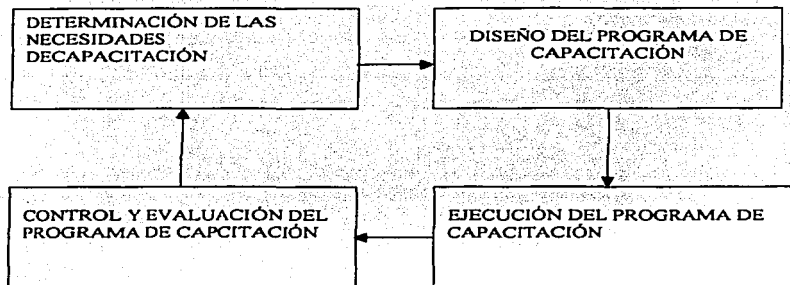 DETERMINACIÓN DE LAS
NECESIDADES
DECAPACITACIÓN
DISEÑO DEL PROGRAMA DE
CAPACITACIÓN
CONTROL Y EVALUACIÓN DEL
PROGRAMA DE CAPCITACIÓN
EJECUCIÓN DEL PROGRAMA DE
CAPACITACIÓN